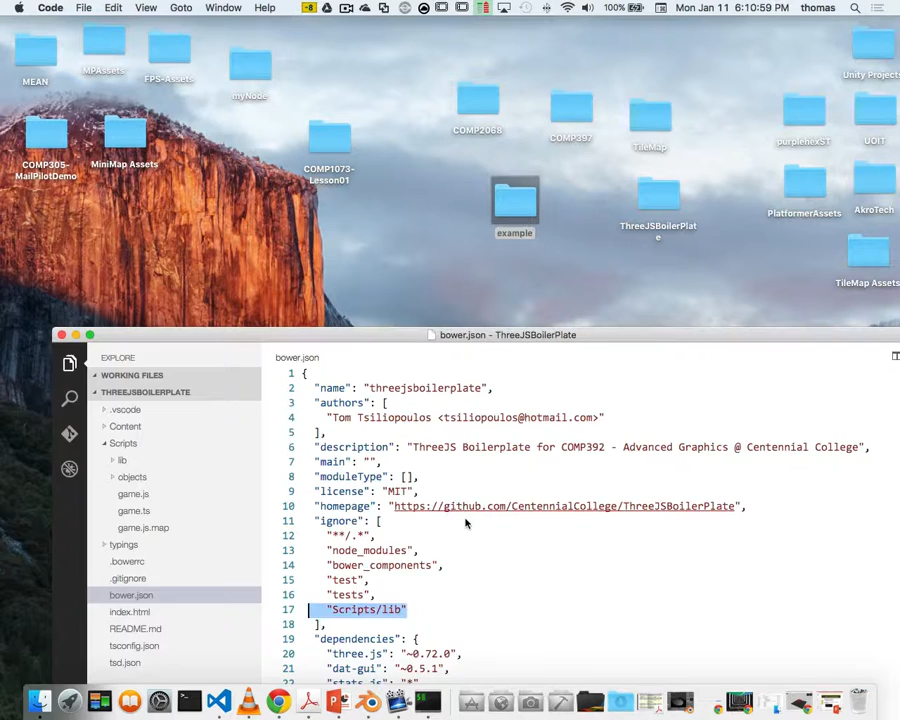 Code File Edit View Goto Window Help -8 100% Mon Jan 11 6:10:59 PM thomas
MEAN
MPAssets
FPS-Assets
myNode
COMP2068
COMP397
TileMap
purplehexST
Unity Projects
UOIT
COMP305-
MailPilotDemo
MiniMap Assets
COMP1073-
Lesson01
example
ThreeJSBoilerPlat
e
PlatformerAssets
AkroTech
TileMap Assets
bower.json - ThreeJSBoilerPlate
EXPLORE
WORKING FILES
THREEJSBOILERPLATE
.vscode
Content
Scripts
lib
objects
game.js
game.ts
game.js.map
typings
.bowerrc
.gitignore
bower.json
index.html
README.md
tsconfig.json
tsd.json
bower.json
1 {
2 "name": "threejsboilerplate",
3 "authors": [
4 "Tom Tsiliopoulos <tsiliopoulos@hotmail.com>"
5 ],
6 "description": "ThreeJS Boilerplate for COMP392 - Advanced Graphics @ Centennial College",
7 "main": "",
8 "moduleType": [],
9 "license": "MIT",
10 "homepage": "https://github.com/CentennialCollege/ThreeJSBoilerPlate",
11 "ignore": [
12 "**/.*",
13 "node_modules",
14 "bower_components",
15 "test",
16 "tests",
17 "Scripts/lib"
18 ],
19 "dependencies": {
20 "three.js": "~0.72.0",
21 "dat-gui": "~0.5.1",
22 "stats.js": "*",